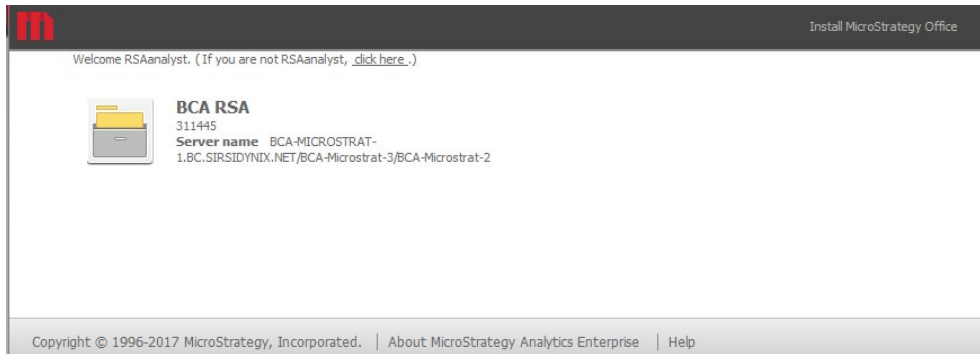 Install MicroStrategy Office
Welcome RSAanalyst. ( If you are not RSAanalyst, click here .)
BCA RSA
311445
Server name BCA-MICROSTRAT-
1.BC.SIRSIDYNIX.NET/BCA-Microstrat-3/BCA-Microstrat-2
Copyright © 1996-2017 MicroStrategy, Incorporated. | About MicroStrategy Analytics Enterprise | Help